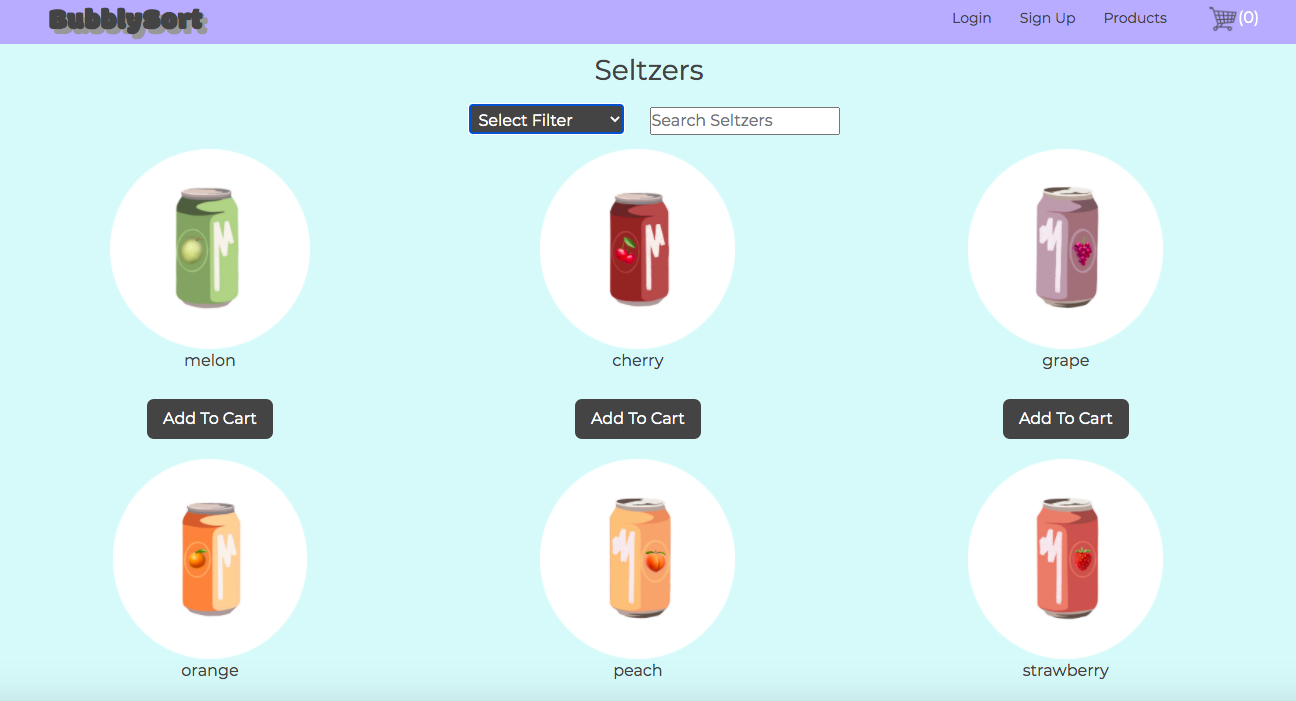 BubblySort
Login Sign Up Products (0)
Seltzers
Select Filter Search Seltzers
melon cherry grape
Add To Cart Add To Cart Add To Cart
orange peach strawberry